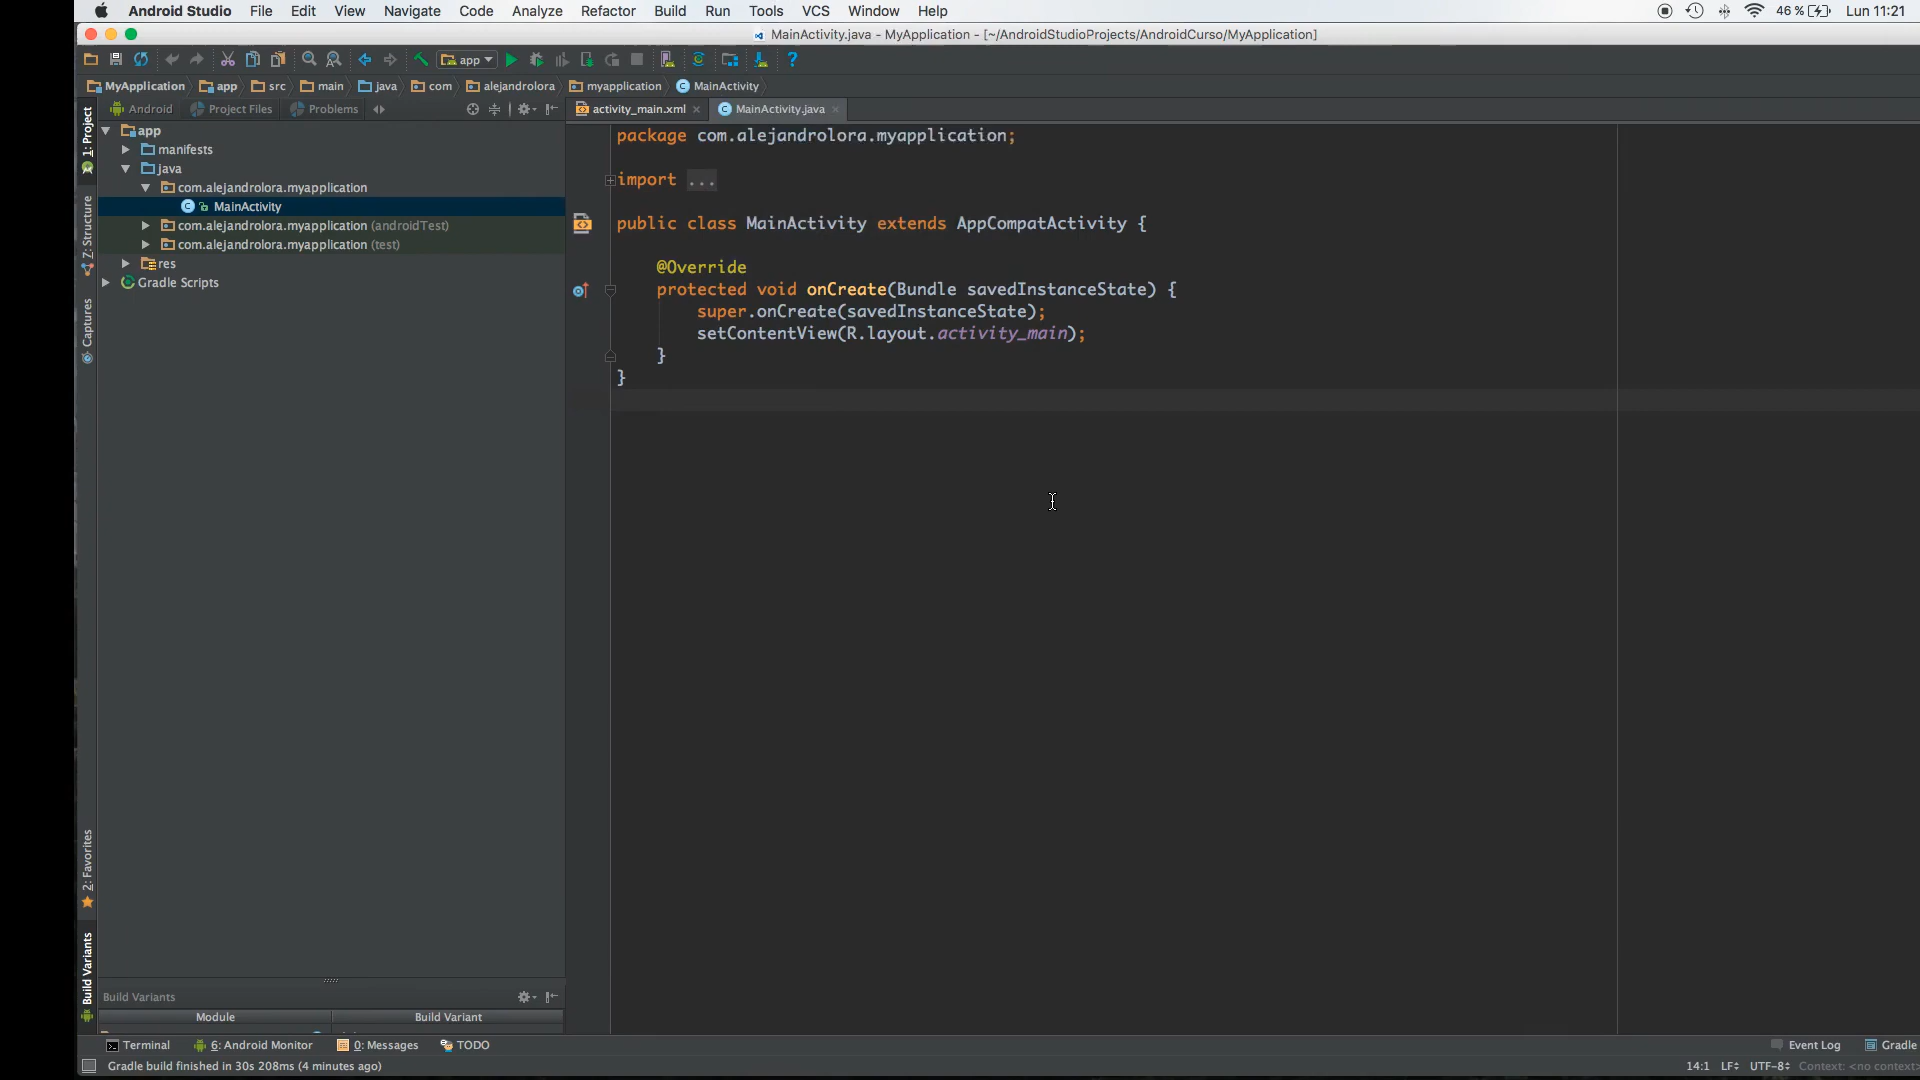 Android Studio File Edit View Navigate Code Analyze Refactor Build Run Tools VCS Window Help 46 % Lun 11:21
MainActivity.java - MyApplication - [~/AndroidStudioProjects/AndroidCurso/MyApplication]
app
MyApplication app src main java com alejandrolora myapplication MainActivity
Android Project Files Problems
activity_main.xml MainActivity.java
1: Project
Z: Structure
Captures
2: Favorites
Build Variants
app
manifests
java
com.alejandrolora.myapplication
MainActivity
com.alejandrolora.myapplication (androidTest)
com.alejandrolora.myapplication (test)
res
Gradle Scripts
package com.alejandrolora.myapplication;
import ...
public class MainActivity extends AppCompatActivity {
@Override
protected void onCreate(Bundle savedInstanceState) {
super.onCreate(savedInstanceState);
setContentView(R.layout.activity_main);
}
}
Build Variants
Module Build Variant
Terminal 6: Android Monitor 0: Messages TODO Event Log Gradle
Gradle build finished in 30s 208ms (4 minutes ago) 14:1 LF UTF-8 Context: <no context>